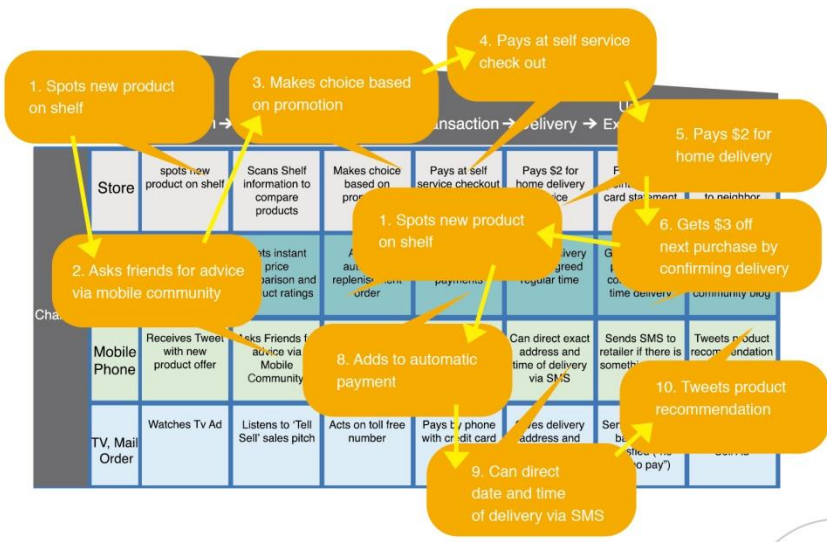 1. Spots new product
on shelf
3. Makes choice based
on promotion
4. Pays at self service
check out
→
→ Delivery →
5. Pays $2 for
home delivery
Store
spots new
product on shelf
Scans Shelf
information to
compare
products
Makes choice
based on
Pays at self
service checkout
Pays $2 for
home delivery
card statement
to neighbor
1. Spots new product
on shelf
6. Gets $3 off
next purchase by
confirming delivery
2. Asks friends for advice
via mobile community
instant
price
and
ratings
order
payments
regular time
time delivery
community blog
Mobile
Phone
Receives Tweet
with new
product offer
Asks Friends
advice via
Mobile
Community
8. Adds to automatic
payment
Can direct exact
address and
time of delivery
via SMS
Sends SMS to
retailer if there is
Tweets product
recommendation
10. Tweets product
recommendation
TV, Mail
Order
Watches Tv Ad
Listens to ‘Tell
Sell’ sales pitch
Acts on toll free
number
Pays by phone
with credit card
delivery
address and
pay”)
9. Can direct
date and time
of delivery via SMS